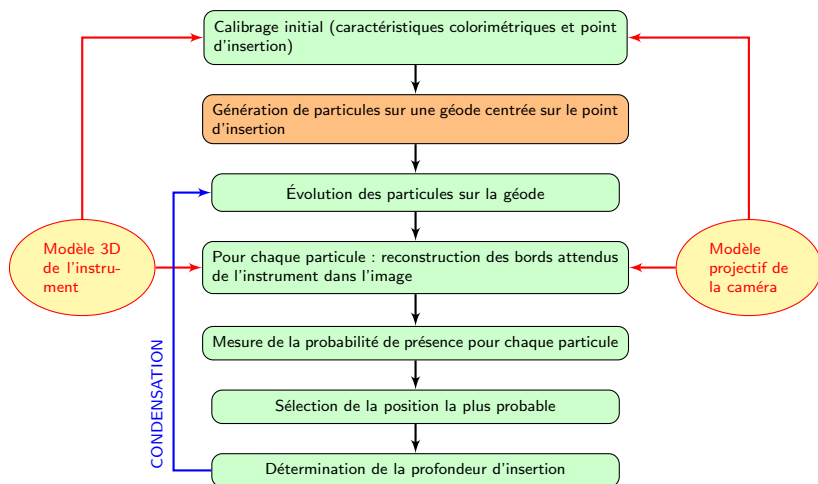 Calibrage initial (caractéristiques colorimétriques et point
d'insertion)
Génération de particules sur une géode centrée sur le point
d'insertion
Évolution des particules sur la géode
Modèle 3D
de l'instru-
ment
Pour chaque particule : reconstruction des bords attendus
de l'instrument dans l'image
Modèle
projectif de
la caméra
Mesure de la probabilité de présence pour chaque particule
CONDENSATION
Sélection de la position la plus probable
Détermination de la profondeur d'insertion